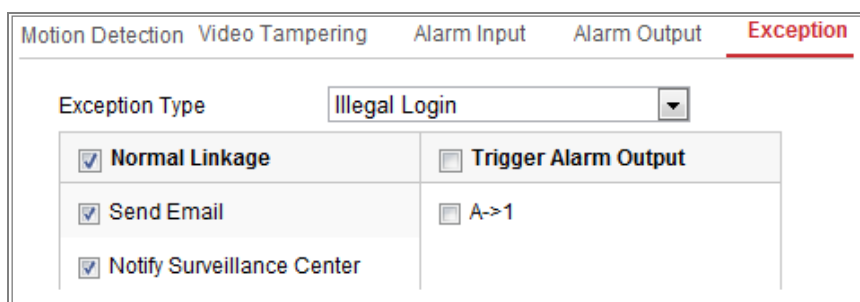 Motion Detection Video Tampering Alarm Input Alarm Output Exception
Exception Type Illegal Login
Normal Linkage Trigger Alarm Output
Send Email A->1
Notify Surveillance Center